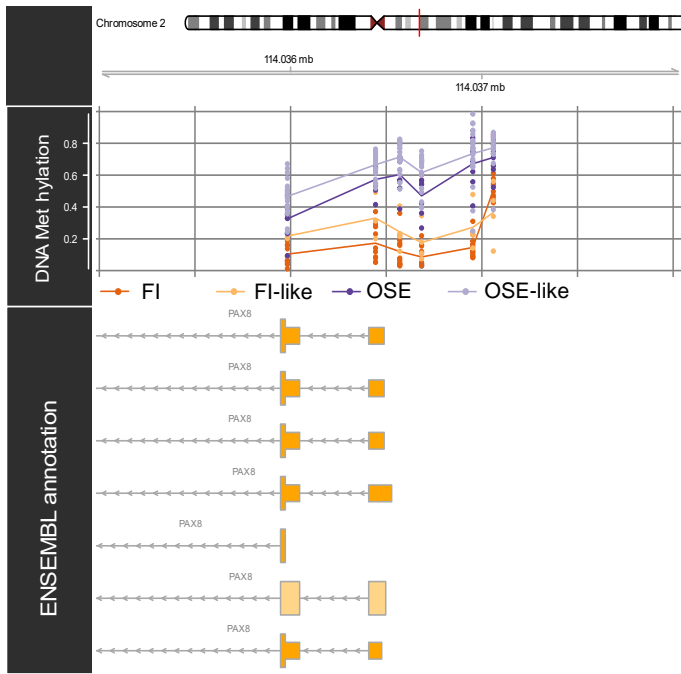 Chromosome 2
114.036 mb
114.037 mb
DNA Met hylation
0.8
0.6
0.4
0.2
FI
FI-like
OSE
OSE-like
ENSEMBL annotation
PAX8
PAX8
PAX8
PAX8
PAX8
PAX8
PAX8